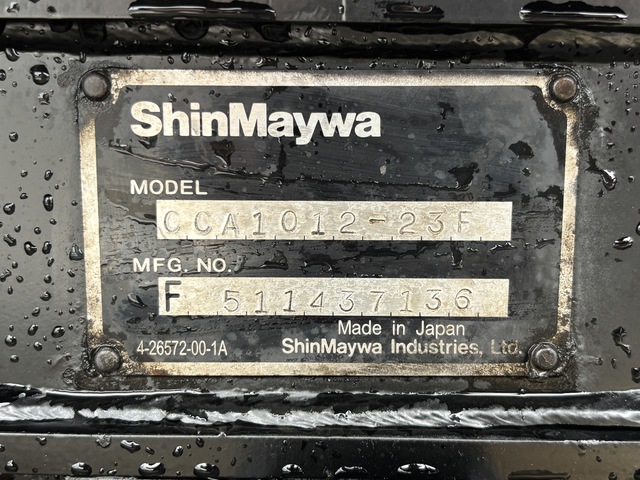 ShinMaywa
MODEL
CCA1012-23F
MFG. NO.
F 511437136
Made in Japan
4-26572-00-1A
ShinMaywa Industries, Ltd.